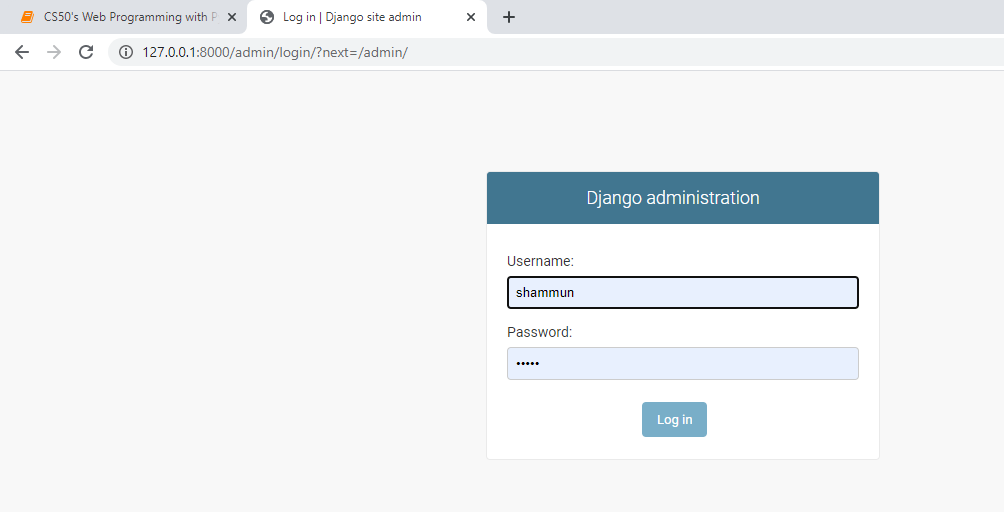 CS50's Web Programming with P
Log in | Django site admin
127.0.0.1:8000/admin/login/?next=/admin/
Django administration
Username:
shammun
Password:
•••••
Log in